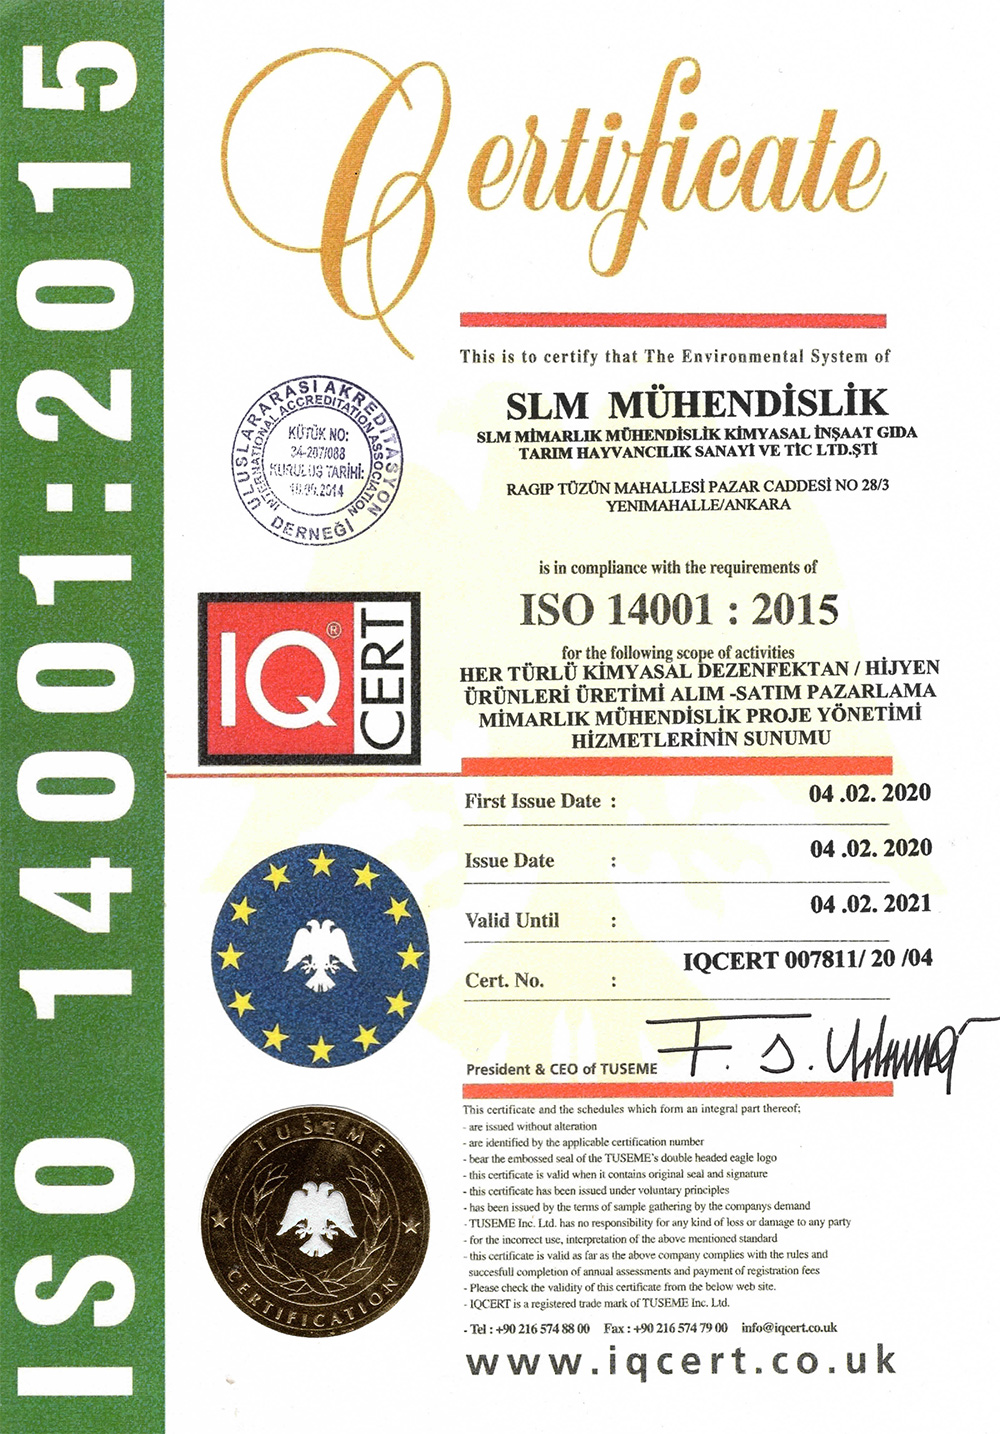 ISO 14001:2015
Certificate
This is to certify that The Environmental System of
SLM MÜHENDİSLİK
SLM MİMARLIK MÜHENDİSLİK KİMYASAL İNŞAAT GIDA
TARIM HAYVANCILIK SANAYİ VE TİC LTD.ŞTİ
RAGIP TÜZÜN MAHALLESİ PAZAR CADDESİ NO 28/3
YENIMAHALLE/ANKARA
ULUSLARARASI AKREDİTASYON DERNEĞİ
INTERNATIONAL ACCREDITATION ASSOCIATION
KÜTÜK NO:
34-207/088
KURULUŞ TARİHİ:
.2014
is in compliance with the requirements of
ISO 14001 : 2015
for the following scope of activities
HER TÜRLÜ KİMYASAL DEZENFEKTAN / HİJYEN
ÜRÜNLERİ ÜRETİMİ ALIM -SATIM PAZARLAMA
MİMARLIK MÜHENDİSLİK PROJE YÖNETİMİ
HİZMETLERİNİN SUNUMU
IQ® CERT
First Issue Date : 04 .02. 2020
Issue Date : 04 .02. 2020
Valid Until : 04 .02. 2021
Cert. No. : IQCERT 007811/ 20 /04
President & CEO of TUSEME
TUSEME
CERTIFICATION
This certificate and the schedules which form an integral part thereof;
- are issued without alteration
- are identified by the applicable certification number
- bear the embossed seal of the TUSEME's double headed eagle logo
- this certificate is valid when it contains original seal and signature
- this certificate has been issued under voluntary principles
- has been issued by the terms of sample gathering by the companys demand
- TUSEME Inc. Ltd. has no responsibility for any kind of loss or damage to any party
- for the incorrect use, interpretation of the above mentioned standard
- this certificate is valid as far as the above company complies with the rules and
succesfull completion of annual assessments and payment of registration fees
- Please check the validity of this certificate from the below web site.
- IQCERT is a registered trade mark of TUSEME Inc. Ltd.
- Tel : +90 216 574 88 00 Fax : +90 216 574 79 00 info@iqcert.co.uk
www.iqcert.co.uk